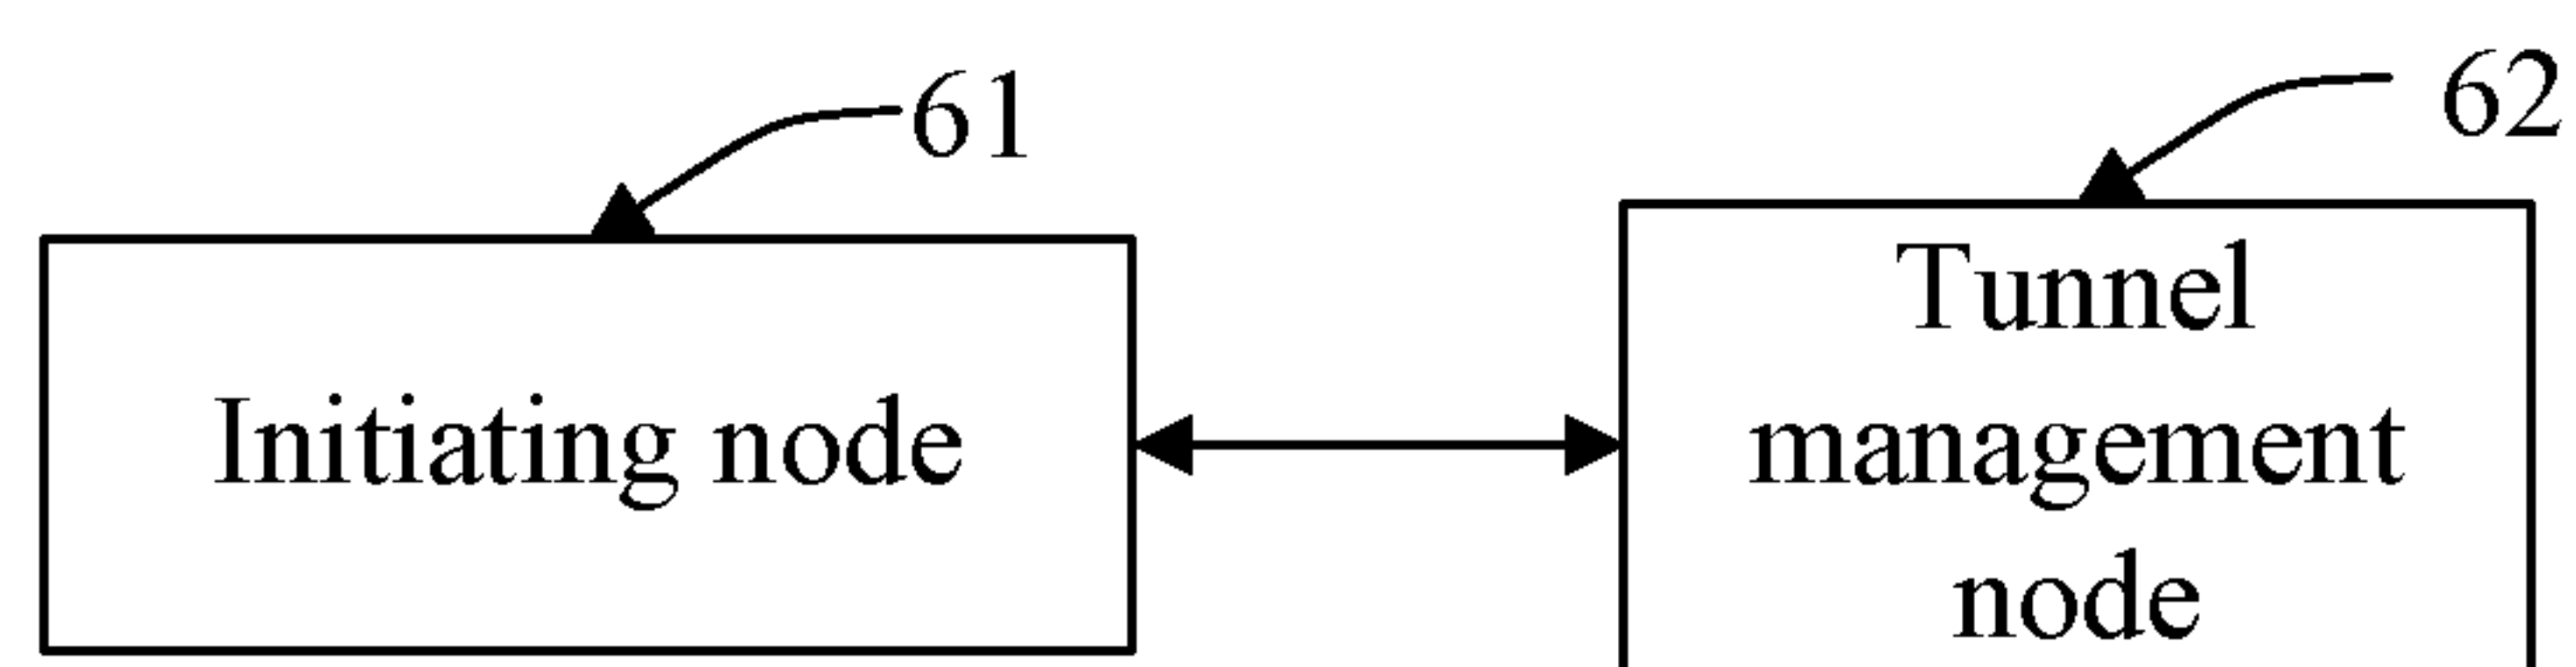 61
62
Initiating node
Tunnel
management
node